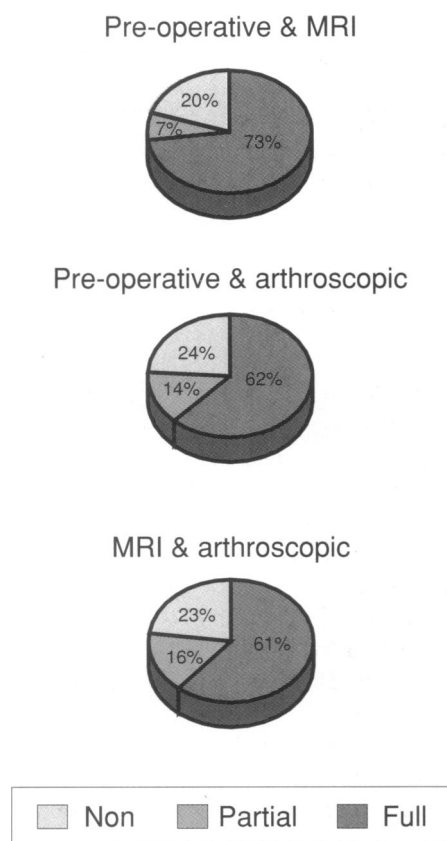 Pre-operative & MRI
20%
7%
73%
Pre-operative & arthroscopic
24%
14%
62%
MRI & arthroscopic
23%
16%
61%
Non Partial Full